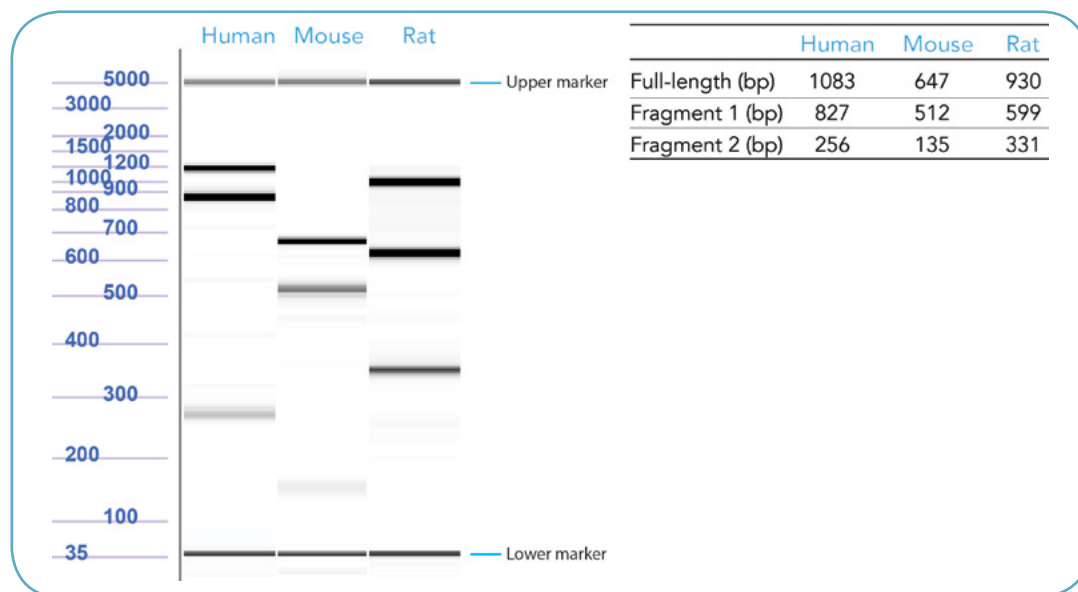 Human Mouse Rat
5000
3000
2000
1500
1200
1000
900
800
700
600
500
400
300
200
100
35
Upper marker
Lower marker
Human Mouse Rat
Full-length (bp) 1083 647 930
Fragment 1 (bp) 827 512 599
Fragment 2 (bp) 256 135 331